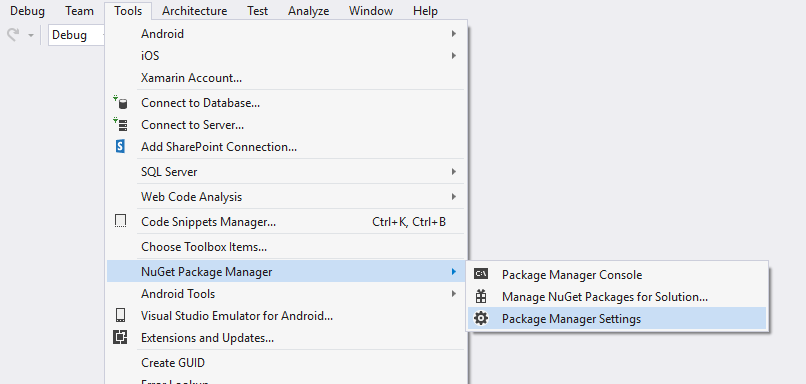 Debug Team Tools Architecture Test Analyze Window Help
Debug
Android
iOS
Xamarin Account...
Connect to Database...
Connect to Server...
Add SharePoint Connection...
SQL Server
Web Code Analysis
Code Snippets Manager... Ctrl+K, Ctrl+B
Choose Toolbox Items...
NuGet Package Manager
C:\ Package Manager Console
Android Tools
Manage NuGet Packages for Solution...
Visual Studio Emulator for Android...
Package Manager Settings
Extensions and Updates...
Create GUID
Error Lookup